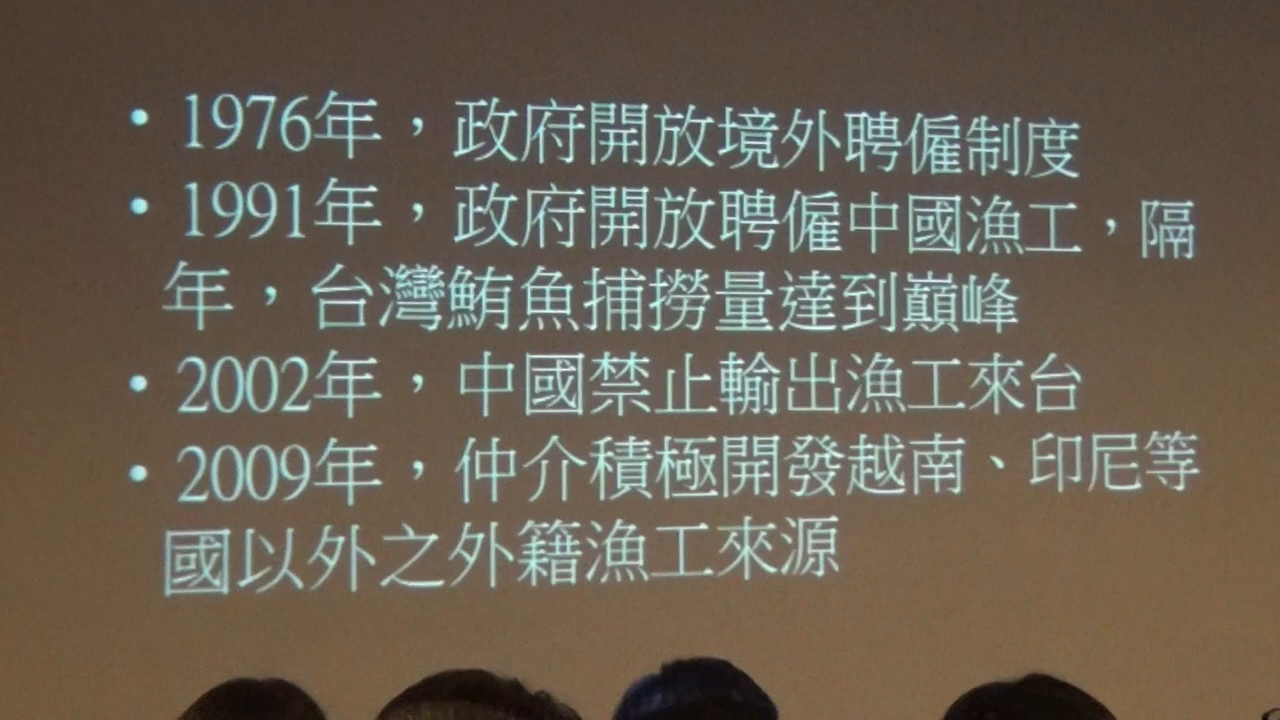 • 1976年，政府開放境外聘僱制度
• 1991年，政府開放聘僱中國漁工，隔
年，台灣鮪魚捕撈量達到巔峰
• 2002年，中國禁止輸出漁工來台
• 2009年，仲介積極開發越南、印尼等
國以外之外籍漁工來源